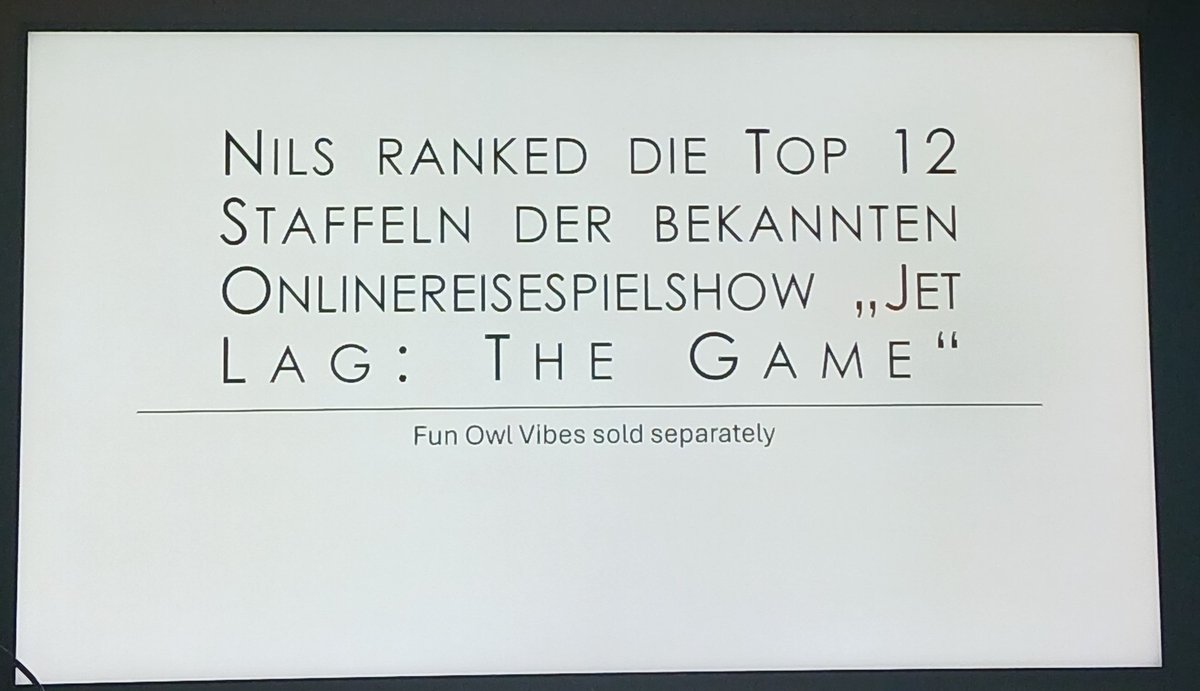 Nils ranked die Top 12
Staffeln der bekannten
Onlinereisespielshow „Jet
Lag: The Game“
Fun Owl Vibes sold separately